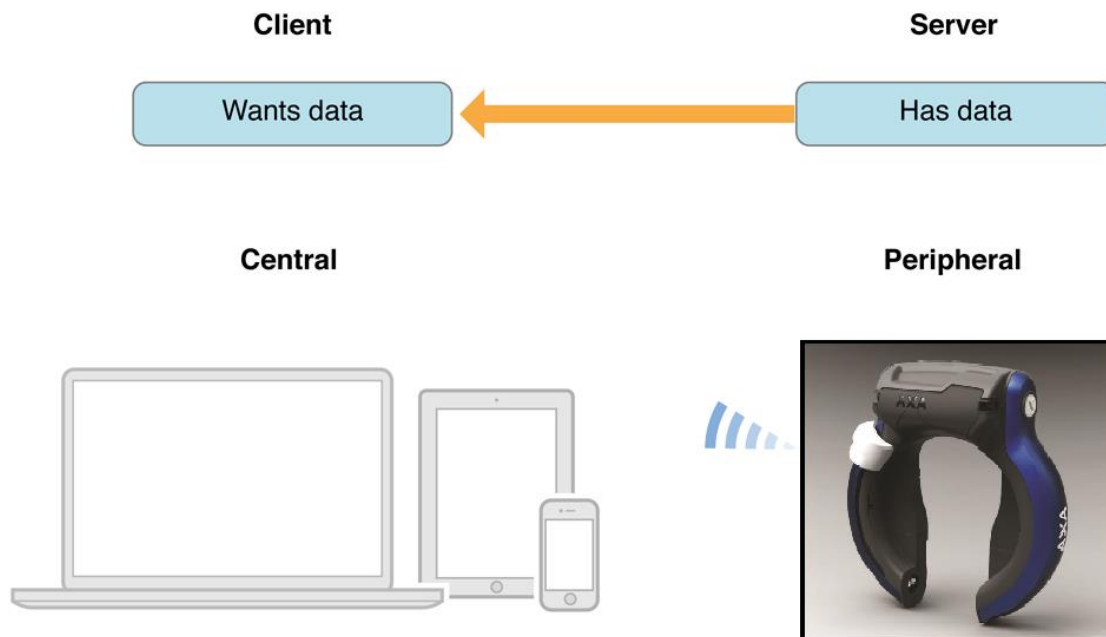 Client
Server
Wants data
Has data
Central
Peripheral
AXA
AXA